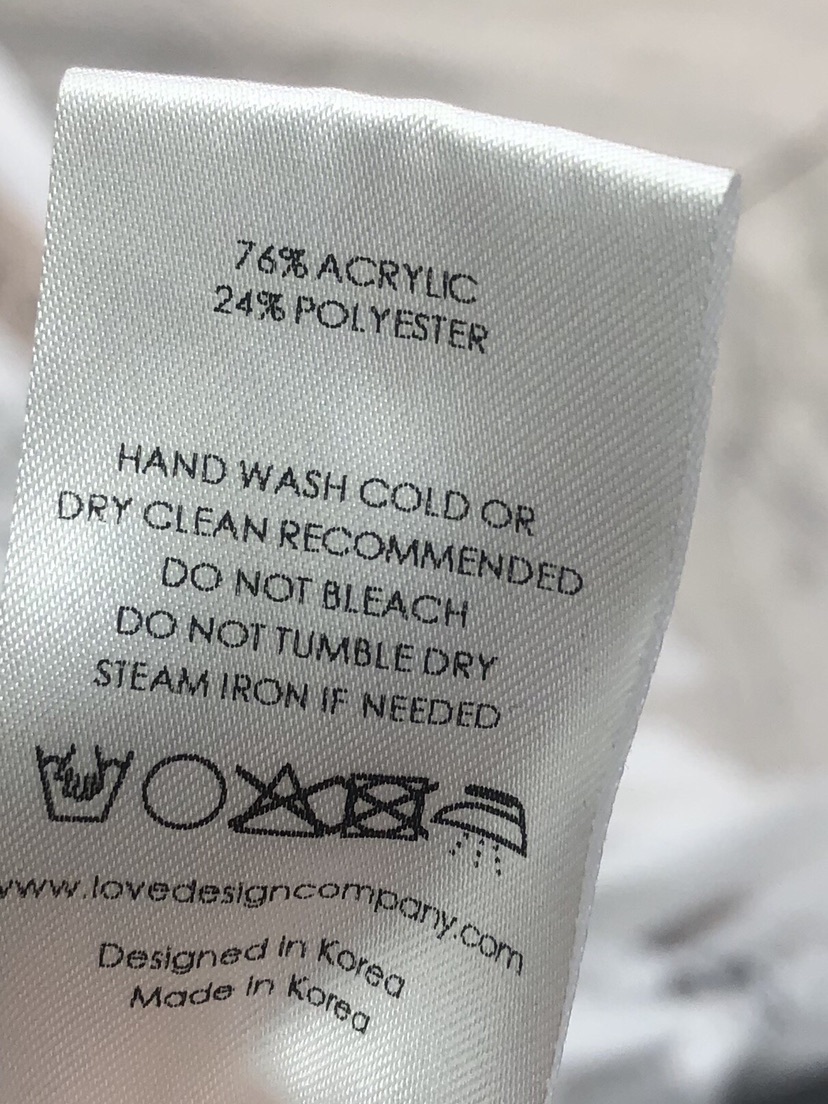 76% ACRYLIC
24% POLYESTER
HAND WASH COLD OR
DRY CLEAN RECOMMENDED
DO NOT BLEACH
DO NOT TUMBLE DRY
STEAM IRON IF NEEDED
www.lovedesigncompany.com
Designed in Korea
Made in Korea